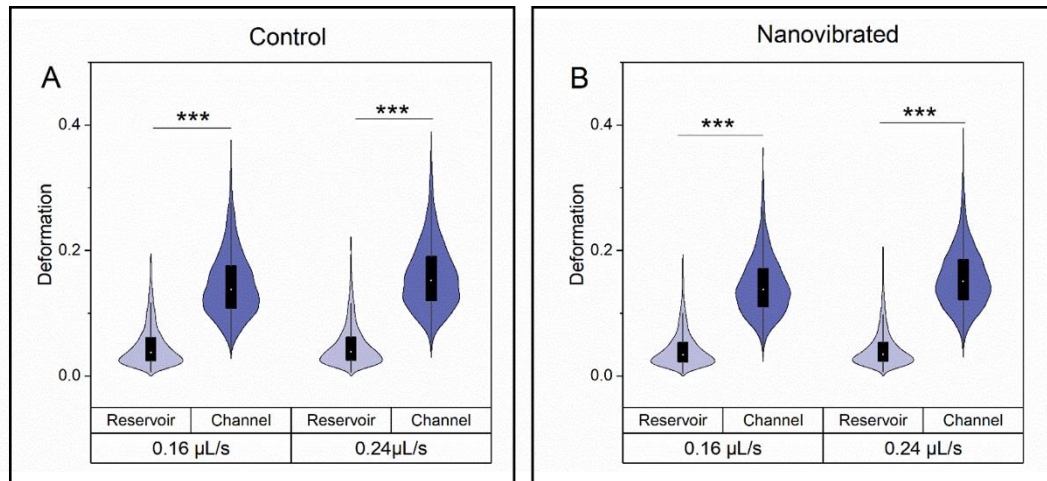 Control
A
***
***
0.4
0.2
0.0
Deformation
Reservoir Channel Reservoir Channel
0.16 µL/s 0.24µL/s
Nanovibrated
B
***
***
0.4
0.2
0.0
Deformation
Reservoir Channel Reservoir Channel
0.16 µL/s 0.24 µL/s